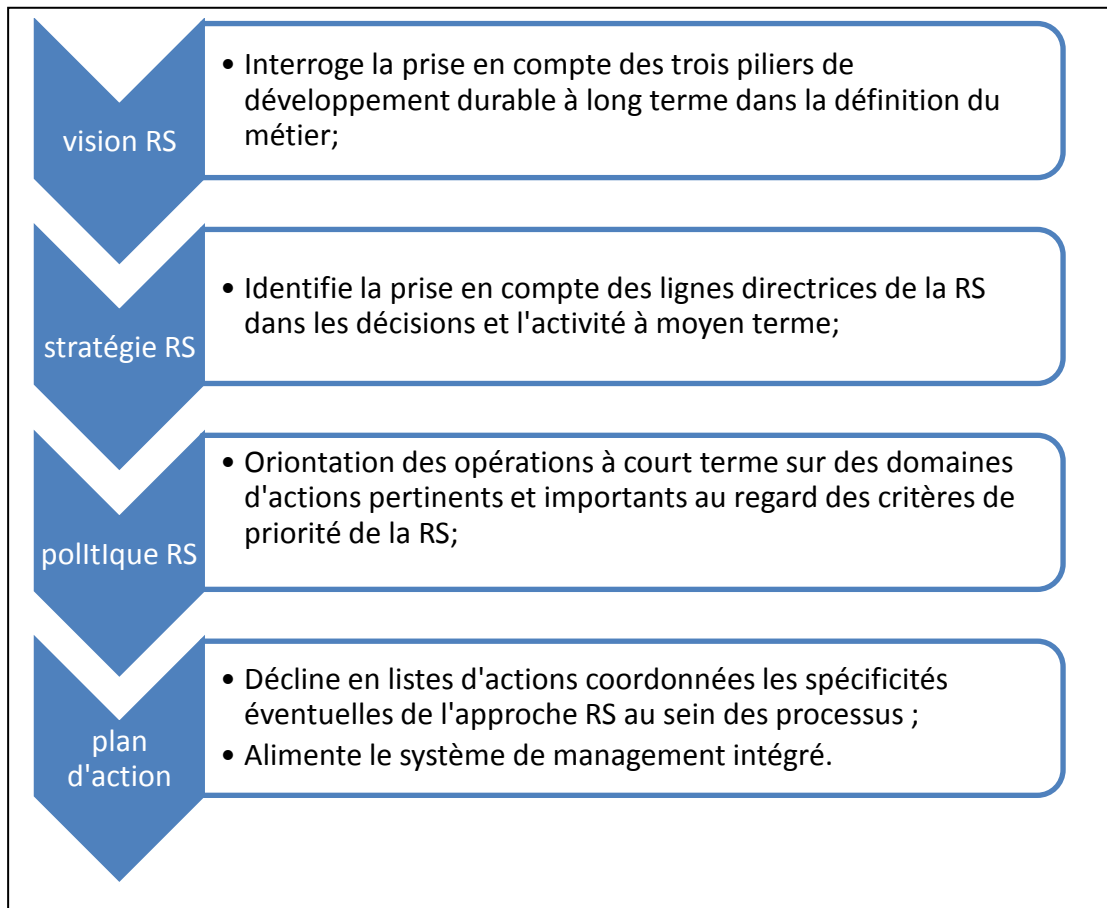 vision RS
• Interroge la prise en compte des trois piliers de
développement durable à long terme dans la définition du
métier;
stratégie RS
• Identifie la prise en compte des lignes directrices de la RS
dans les décisions et l'activité à moyen terme;
polItIque RS
• Oriontation des opérations à court terme sur des domaines
d'actions pertinents et importants au regard des critères de
priorité de la RS;
plan
d'action
• Décline en listes d'actions coordonnées les spécificités
éventuelles de l'approche RS au sein des processus ;
• Alimente le système de management intégré.